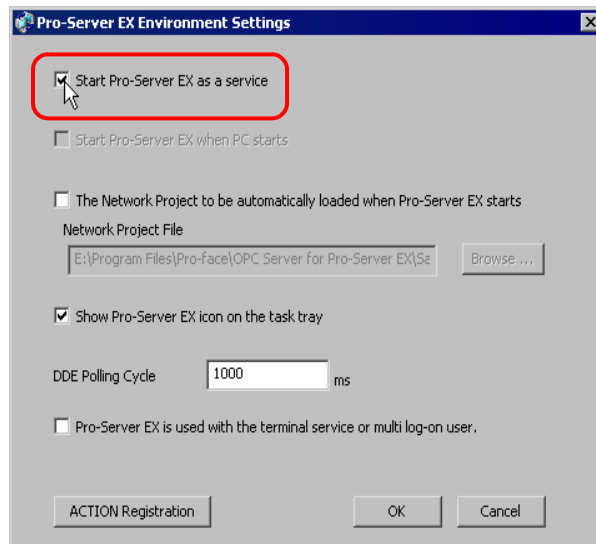 Pro-Server EX Environment Settings
Start Pro-Server EX as a service
Start Pro-Server EX when PC starts
The Network Project to be automatically loaded when Pro-Server EX starts
Network Project File
E:\Program Files\Pro-face\OPC Server for Pro-Server EX\Sa
Browse ...
Show Pro-Server EX icon on the task tray
DDE Polling Cycle
1000
ms
Pro-Server EX is used with the terminal service or multi log-on user.
ACTION Registration
OK
Cancel